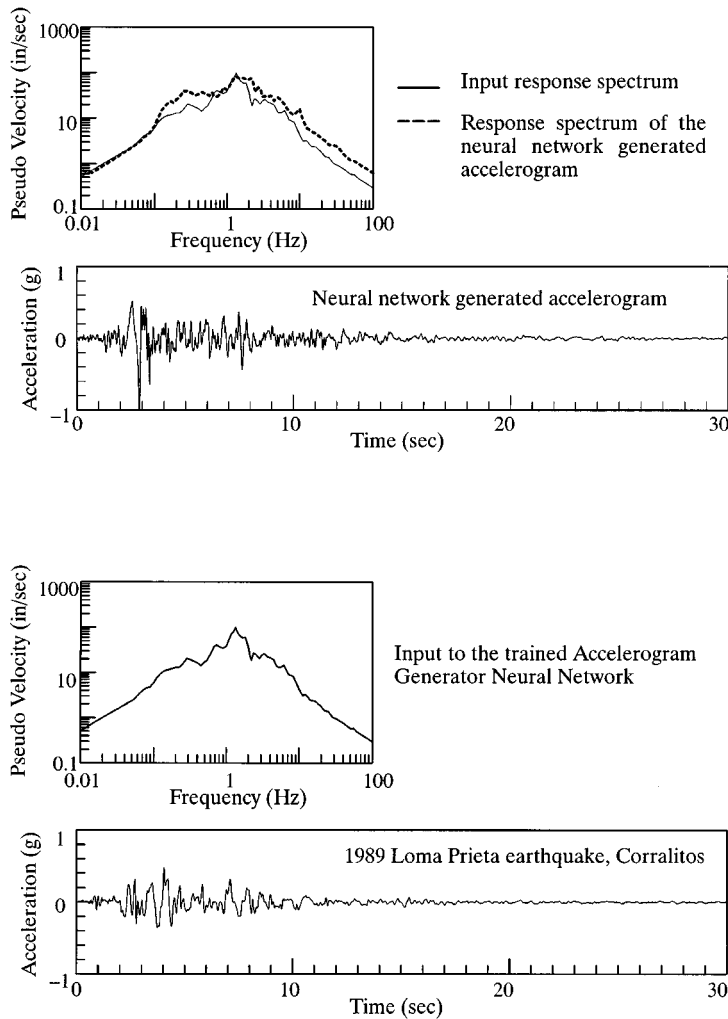 1000
10
0.1
Pseudo Velocity (in/sec)
0.01
1
100
Frequency (Hz)
Input response spectrum
Response spectrum of the
neural network generated
accelerogram
1
0
−1
Acceleration (g)
Neural network generated accelerogram
0
10
20
30
Time (sec)
1000
10
0.1
Pseudo Velocity (in/sec)
0.01
1
100
Frequency (Hz)
Input to the trained Accelerogram
Generator Neural Network
1
0
−1
Acceleration (g)
1989 Loma Prieta earthquake, Corralitos
0
10
20
30
Time (sec)